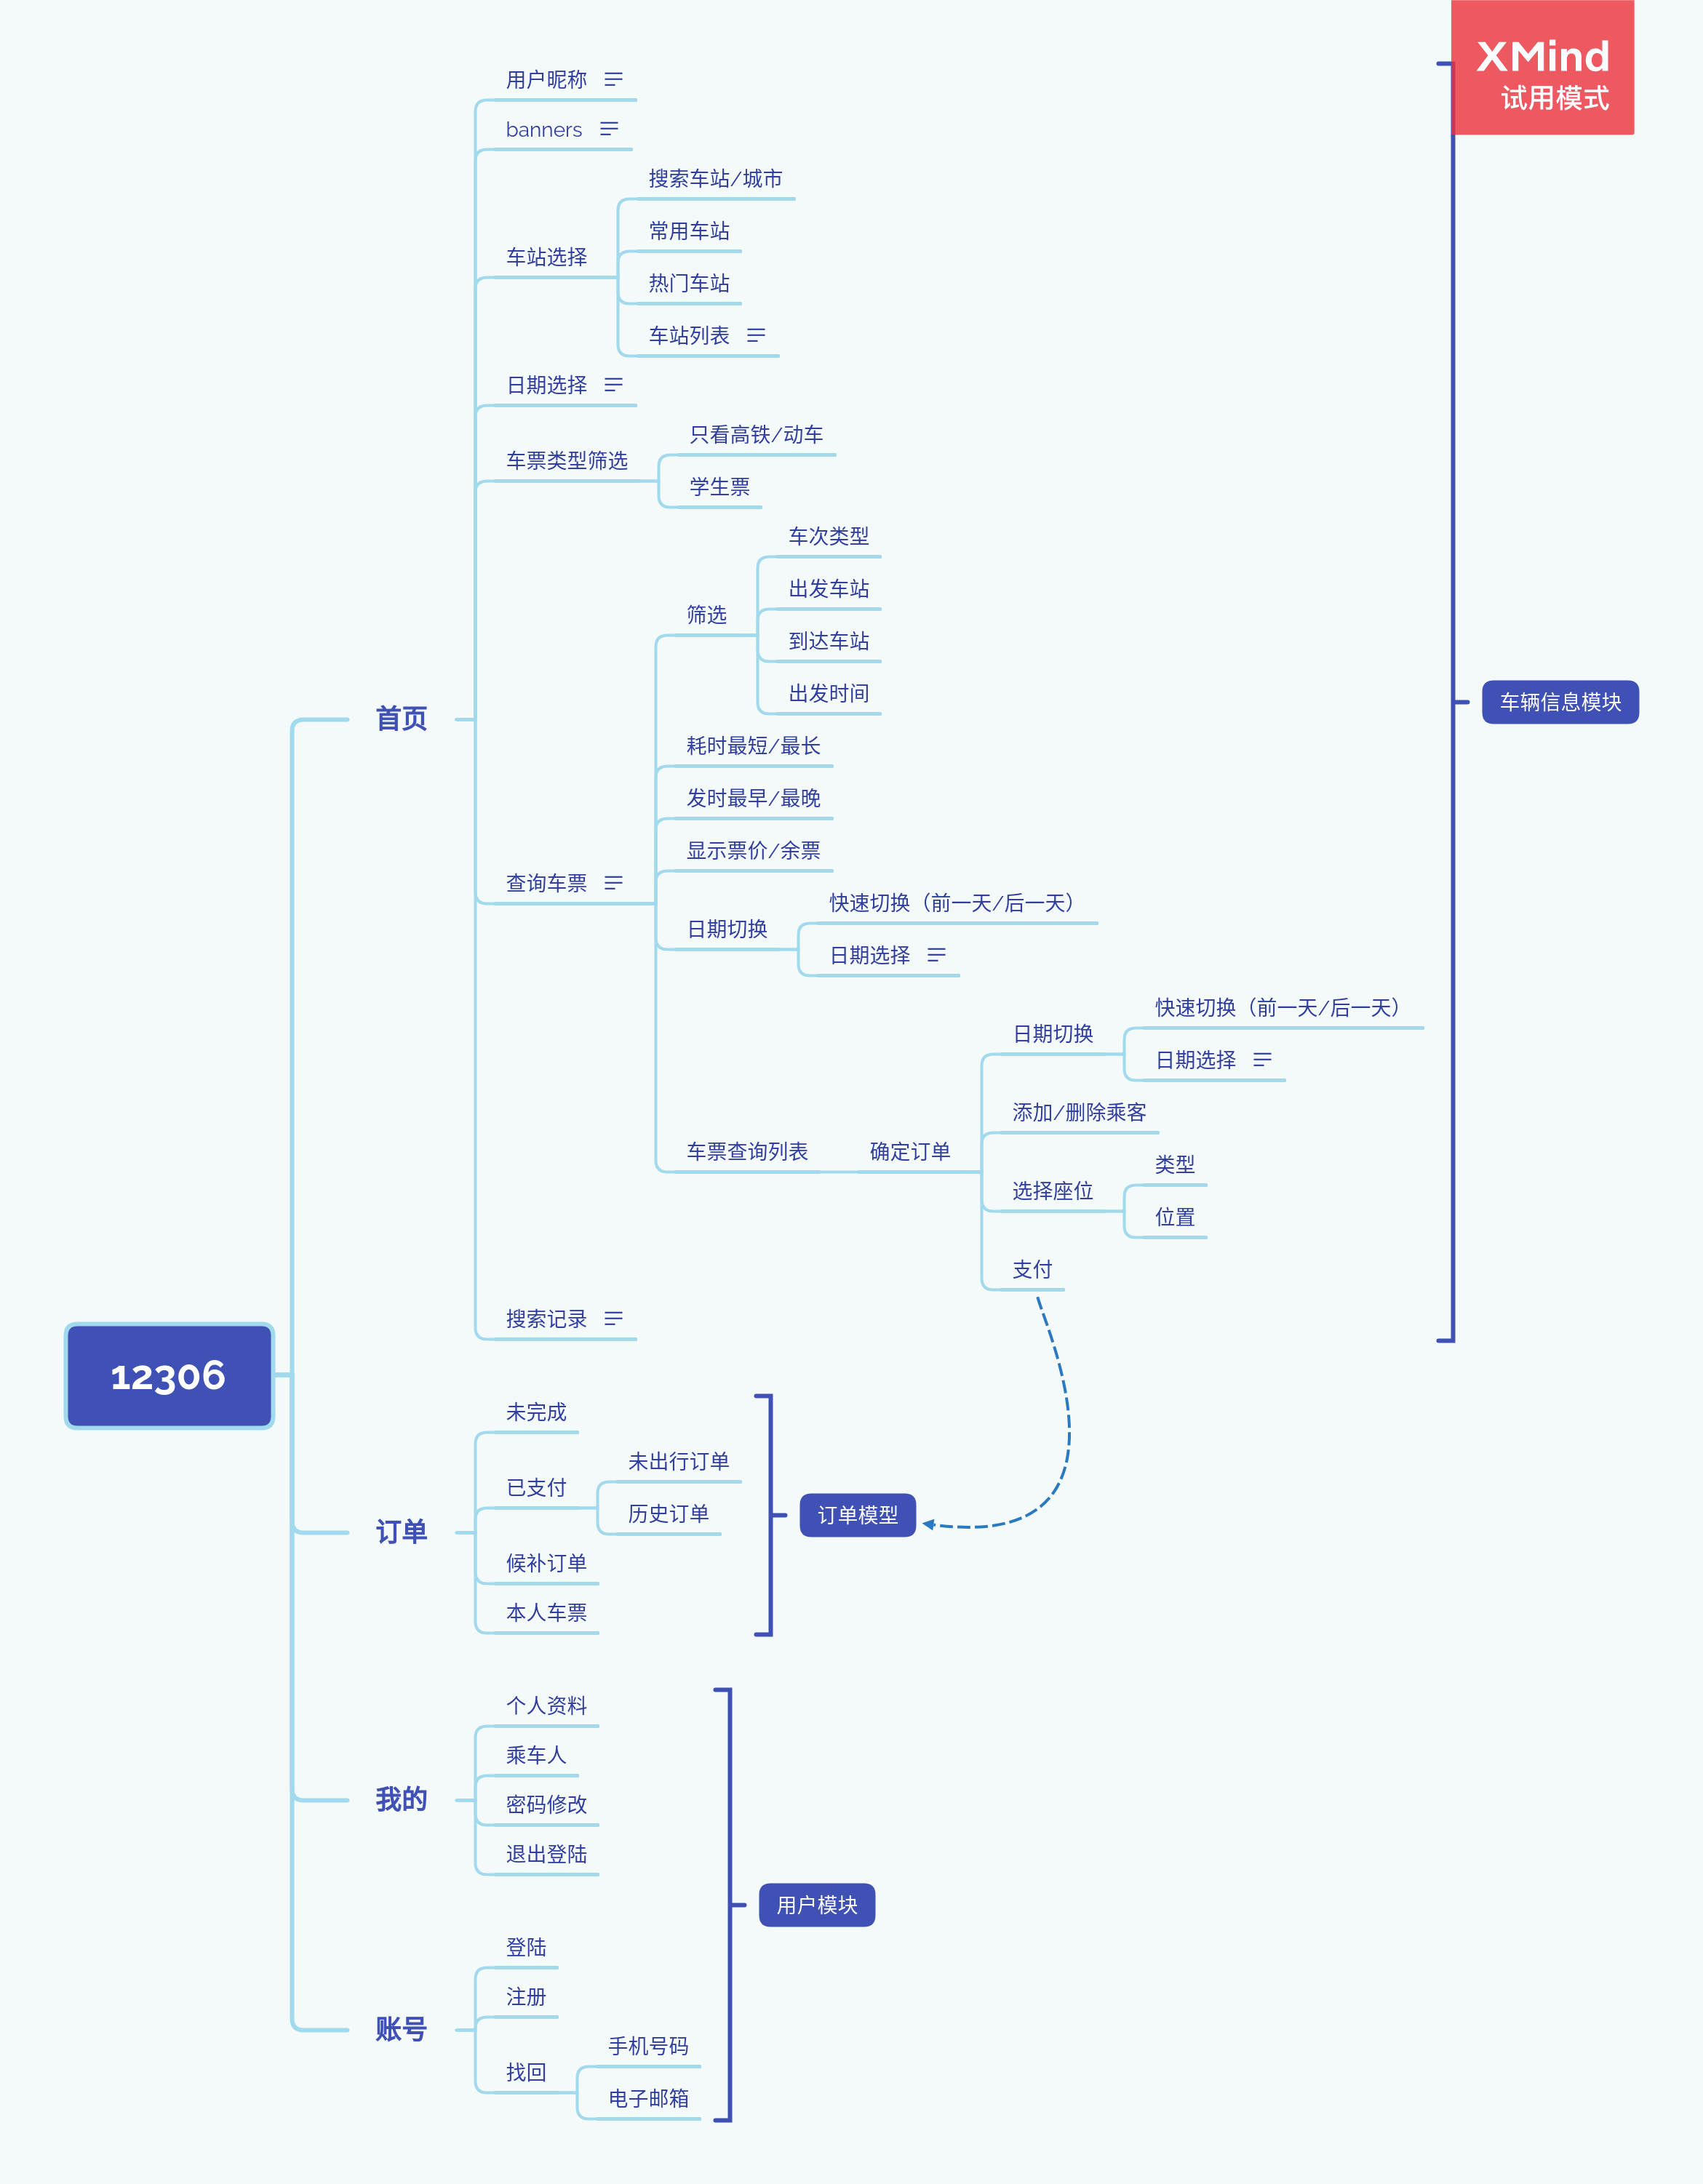 XMind
试用模式
用户昵称
banners
车站选择
搜索车站/城市
常用车站
热门车站
车站列表
日期选择
车票类型筛选
只看高铁/动车
学生票
首页
查询车票
筛选
车次类型
出发车站
到达车站
出发时间
耗时最短/最长
发时最早/最晚
显示票价/余票
日期切换
快速切换（前一天/后一天）
日期选择
车票查询列表
确定订单
日期切换
快速切换（前一天/后一天）
日期选择
添加/删除乘客
选择座位
类型
位置
支付
搜索记录
车辆信息模块
12306
订单
未完成
已支付
未出行订单
历史订单
候补订单
本人车票
订单模型
我的
个人资料
乘车人
密码修改
退出登陆
账号
登陆
注册
找回
手机号码
电子邮箱
用户模块